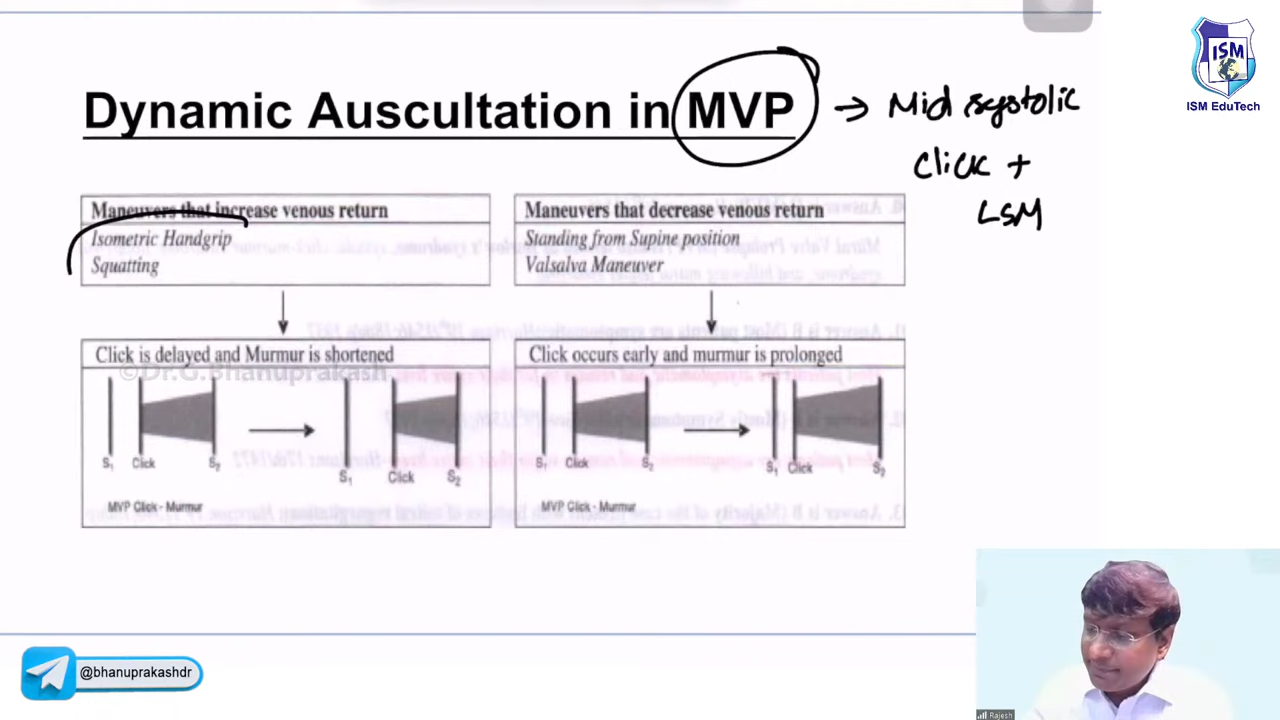 ISM
ISM EduTech
Dynamic Auscultation in MVP → Mid systolic
click +
LSM
Maneuvers that increase venous return
Isometric Handgrip
Squatting
Maneuvers that decrease venous return
Standing from Supine position
Valsalva Maneuver
Click is delayed and Murmur is shortened
©Dr.G.Bhanuprakash
S₁ Click S₂
S₁ Click S₂
MVP Click - Murmur
Click occurs early and murmur is prolonged
S₁ Click S₂
S₁ Click S₂
MVP Click - Murmur
@bhanuprakashdr
Rajesh